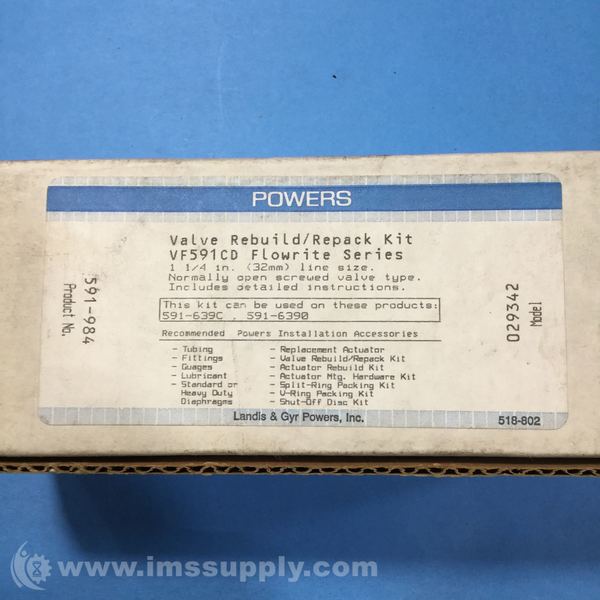 POWERS
Valve Rebuild/Repack Kit
VF591CD Flowrite Series
1 1/4 in. (32mm) line size.
Normally open screwed valve type.
Includes detailed instructions.
This kit can be used on these products:
591-639C , 591-6390
Recommended Powers Installation Accessories
- Tubing
- Fittings
- Guages
- Lubricant
- Standard or
Heavy Duty
Diaphragms
- Replacement Actuator
- Valve Rebuild/Repack Kit
- Actuator Rebuild Kit
- Actuator Mtg. Hardware Kit
- Split-Ring Packing Kit
- V-Ring Packing Kit
- Shut-Off Disc Kit
591-984
Product No.
029342
Model
Landis & Gyr Powers, Inc.
518-802
www.imssupply.com